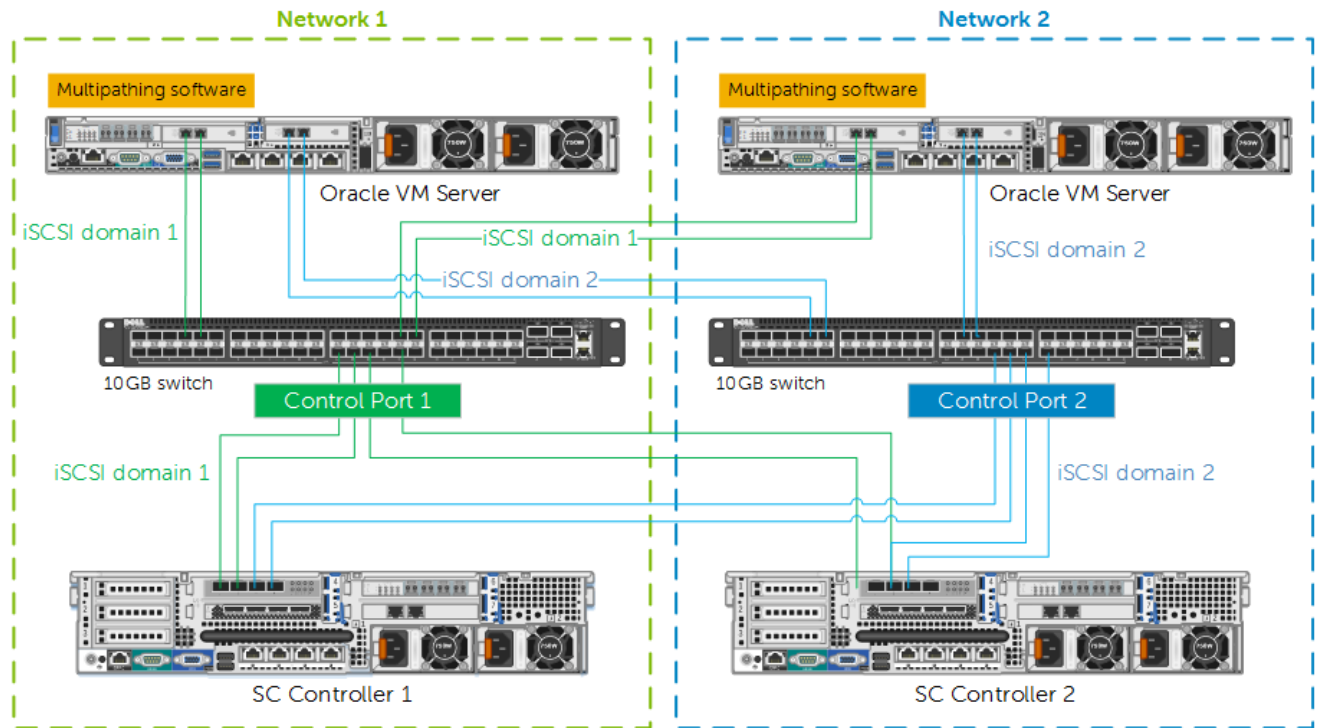 Network 1
Network 2
Multipathing software
Multipathing software
Oracle VM Server
Oracle VM Server
iSCSI domain 1
iSCSI domain 1
iSCSI domain 2
iSCSI domain 2
DELL
DELL
10GB switch
10GB switch
Control Port 1
Control Port 2
iSCSI domain 1
iSCSI domain 2
SC Controller 1
SC Controller 2